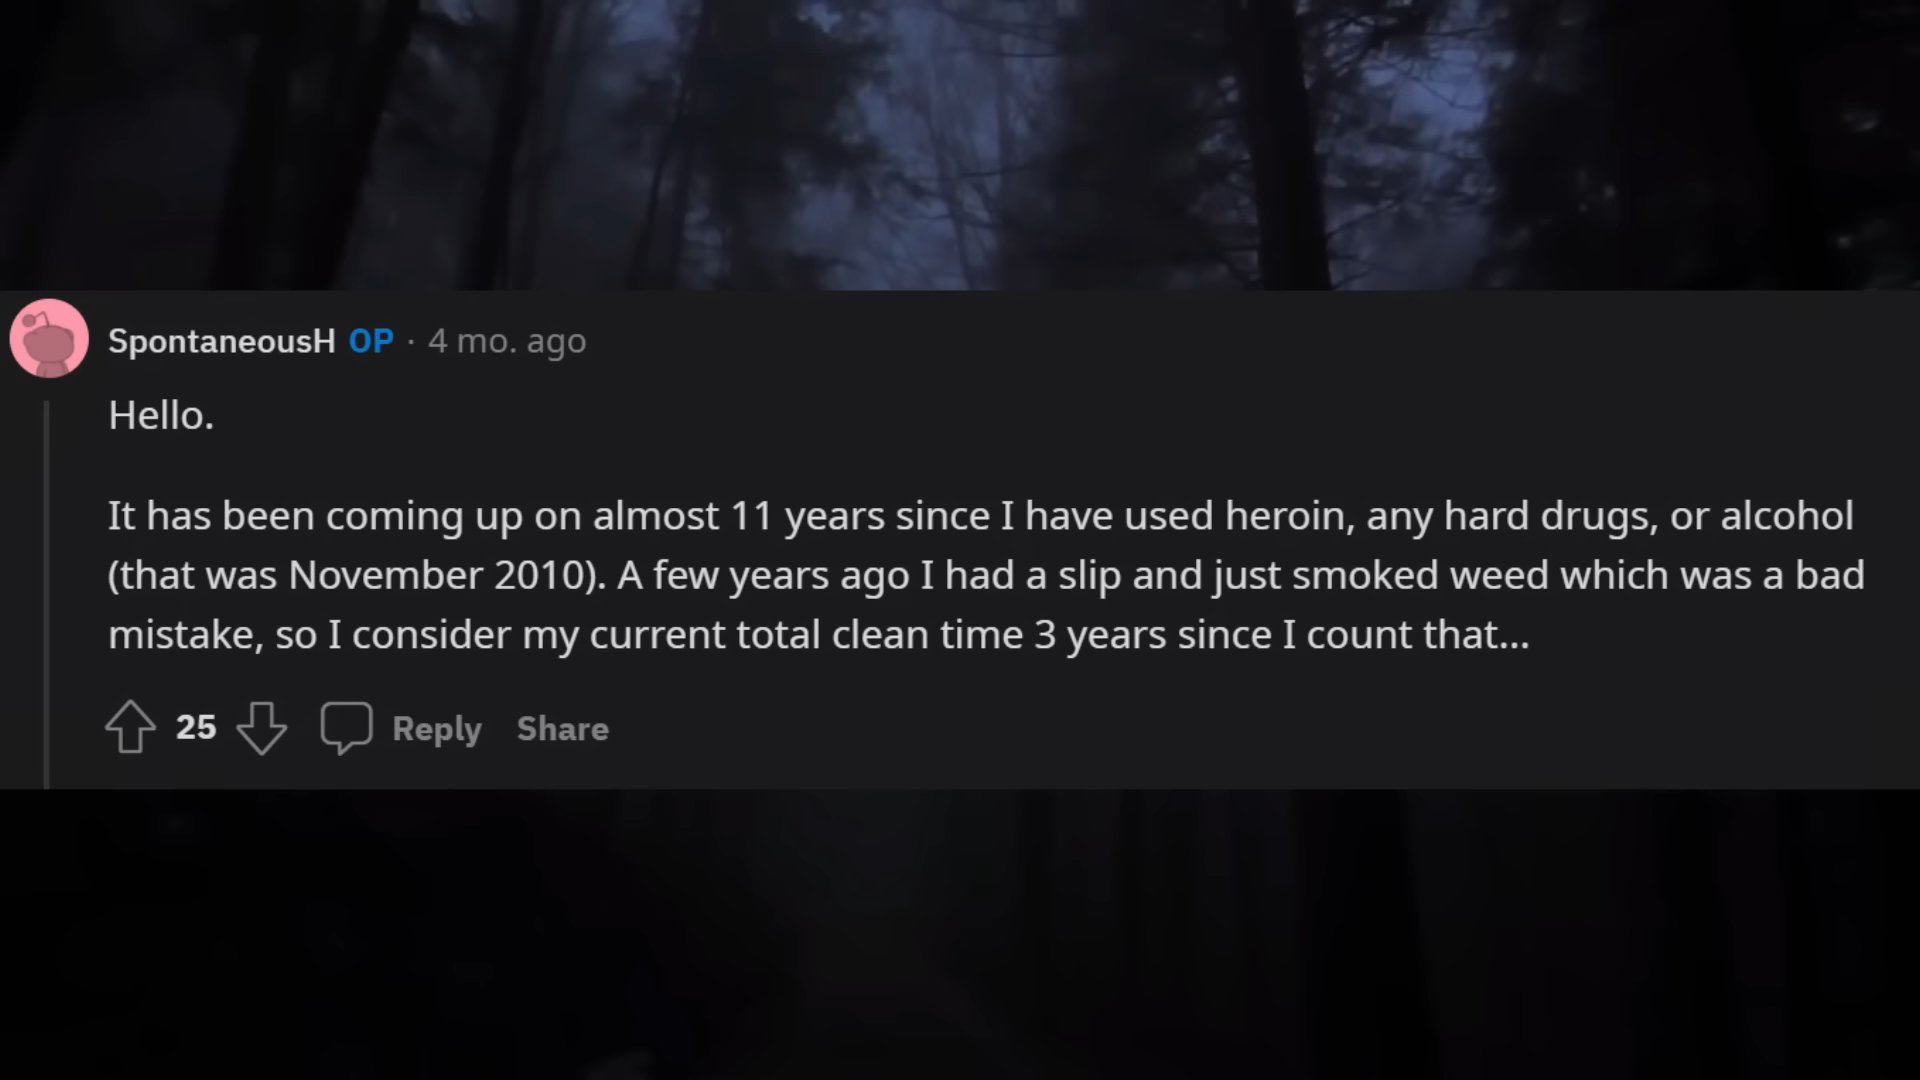 SpontaneousH OP · 4 mo. ago
Hello.
It has been coming up on almost 11 years since I have used heroin, any hard drugs, or alcohol
(that was November 2010). A few years ago I had a slip and just smoked weed which was a bad
mistake, so I consider my current total clean time 3 years since I count that...
25 Reply Share